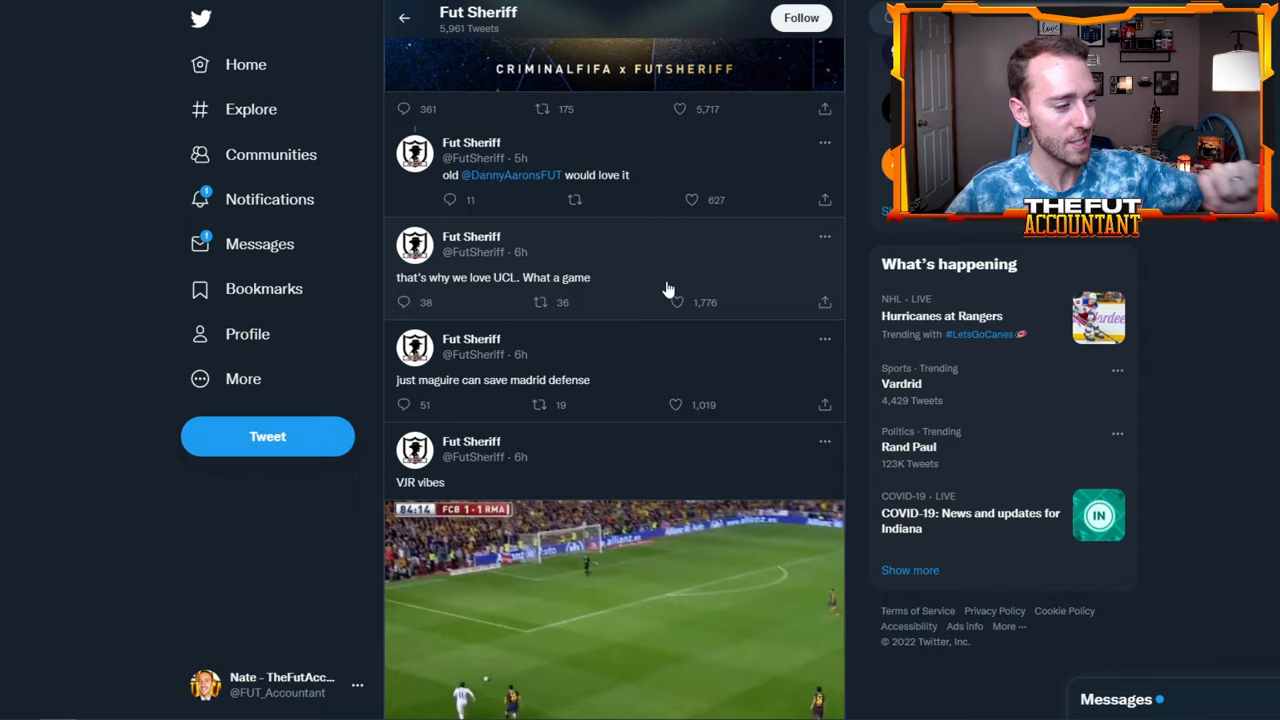 Fut Sheriff
5,961 Tweets
Follow
CRIMINALFIFA x FUTSHERIFF
361 175 5,717
Fut Sheriff
@FutSheriff · 5h
old @DannyAaronsFUT would love it
11 627
Fut Sheriff
@FutSheriff · 6h
that's why we love UCL. What a game
38 36 1,776
Fut Sheriff
@FutSheriff · 6h
just maguire can save madrid defense
51 19 1,019
Fut Sheriff
@FutSheriff · 6h
VJR vibes
84:14 FCB 1-1 RMA
Home
Explore
Communities
1
Notifications
1
Messages
Bookmarks
Profile
More
Tweet
Nate - TheFutAcc...
@FUT_Accountant
THE FUT
ACCOUNTANT
What's happening
NHL · LIVE
Hurricanes at Rangers
Trending with #LetsGoCanes
Sports · Trending
Vardrid
4,429 Tweets
Politics · Trending
Rand Paul
123K Tweets
COVID-19 · LIVE
COVID-19: News and updates for
Indiana
IN
Show more
Terms of Service Privacy Policy Cookie Policy
Accessibility Ads info More ···
© 2022 Twitter, Inc.
Messages